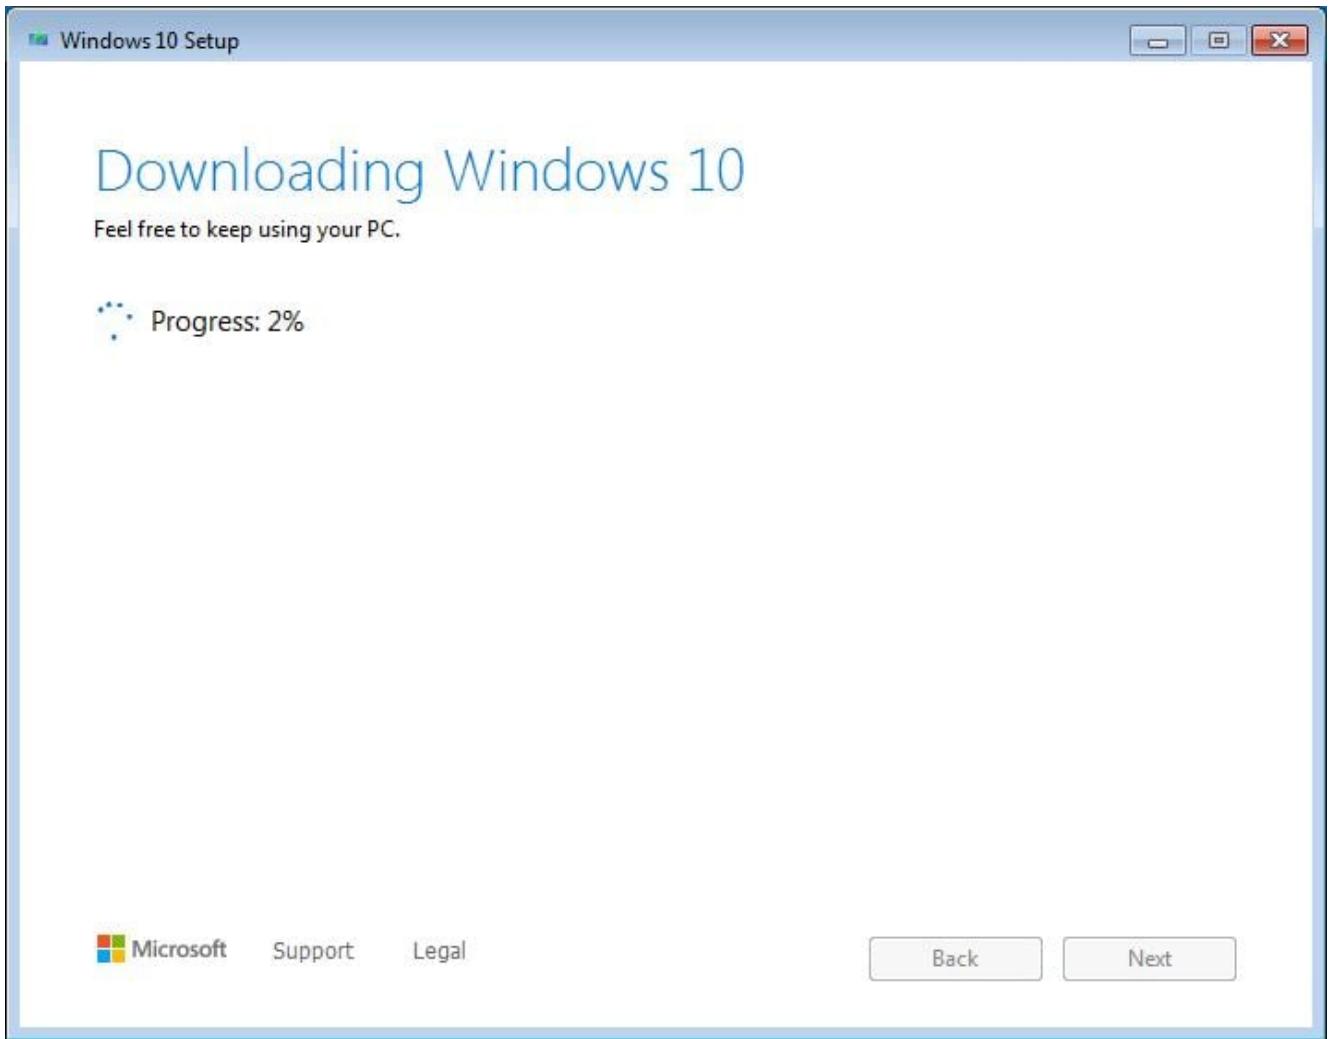 Windows 10 Setup
Downloading Windows 10
Feel free to keep using your PC.
Progress: 2%
Microsoft Support Legal
Back Next